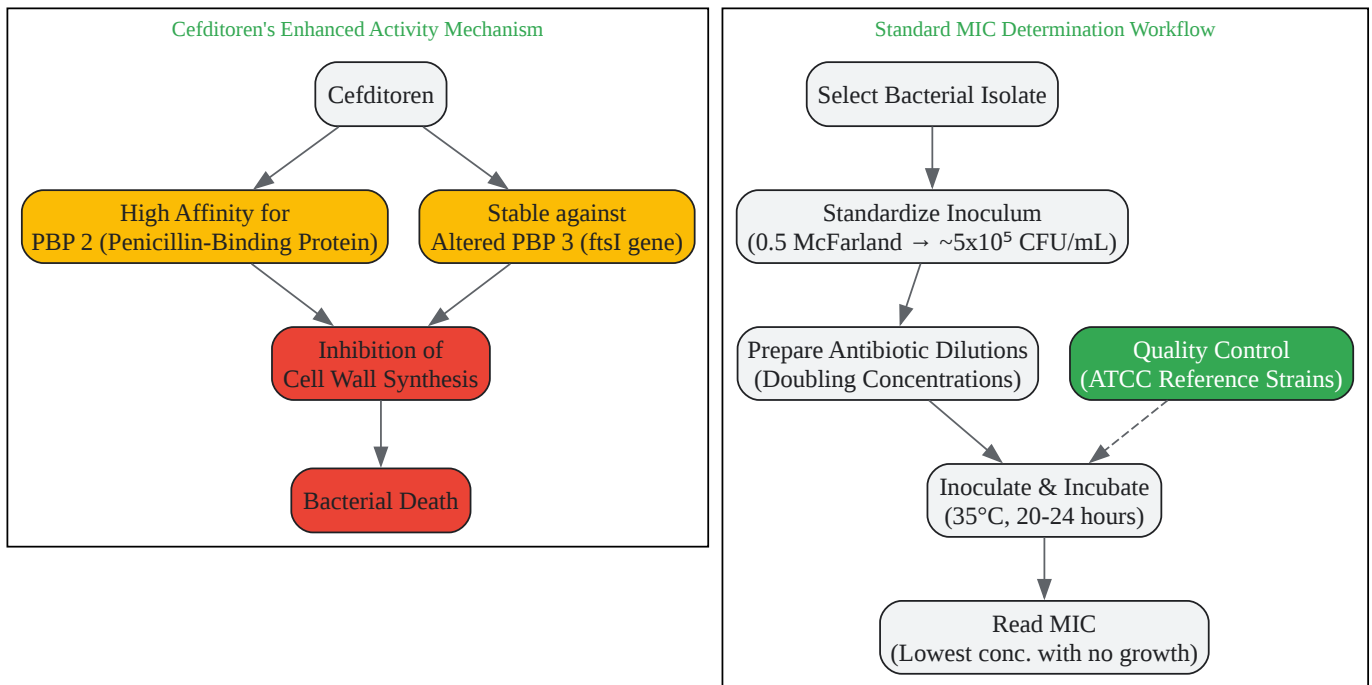 Cefditoren's Enhanced Activity Mechanism
Cefditoren
High Affinity for
PBP 2 (Penicillin-Binding Protein)
Stable against
Altered PBP 3 (ftsI gene)
Inhibition of
Cell Wall Synthesis
Bacterial Death
Standard MIC Determination Workflow
Select Bacterial Isolate
Standardize Inoculum
(0.5 McFarland → ~5x10⁵ CFU/mL)
Prepare Antibiotic Dilutions
(Doubling Concentrations)
Quality Control
(ATCC Reference Strains)
Inoculate & Incubate
(35°C, 20-24 hours)
Read MIC
(Lowest conc. with no growth)